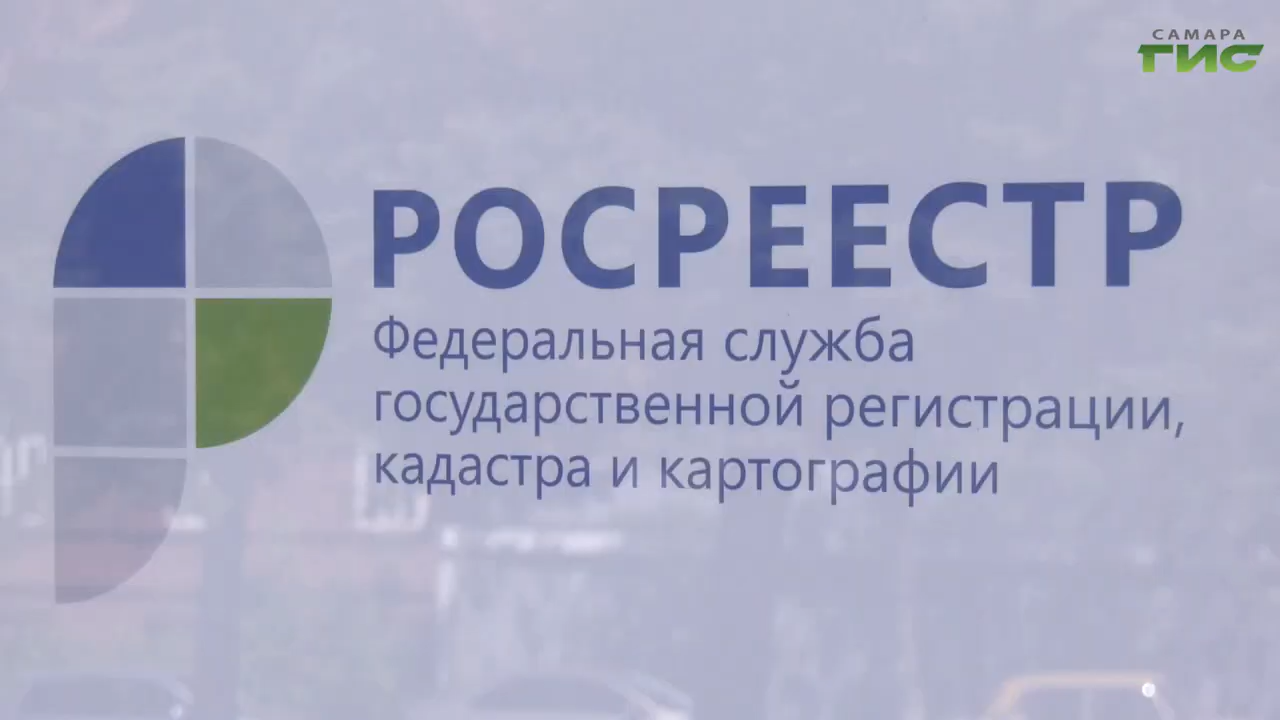 САМАРА
ГИС
РОСРЕЕСТР
Федеральная служба
государственной регистрации,
кадастра и картографии